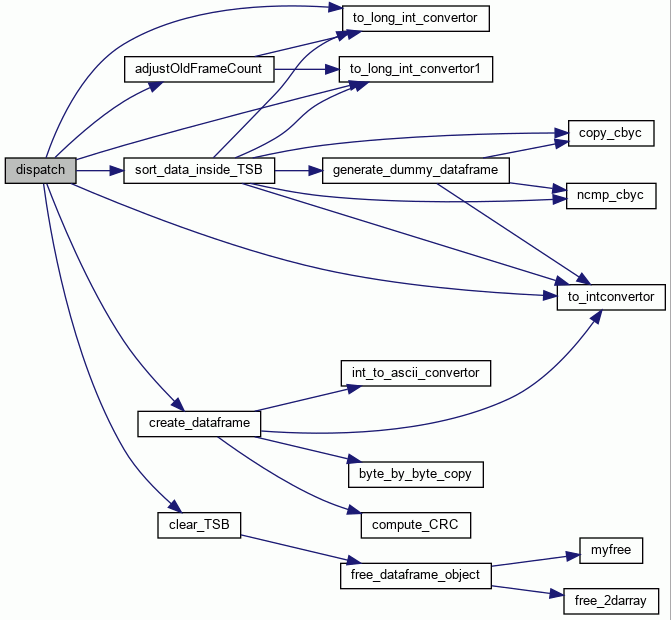 to_long_int_convertor
adjustOldFrameCount
to_long_int_convertor1
copy_cbyc
dispatch
sort_data_inside_TSB
generate_dummy_dataframe
ncmp_cbyc
to_intconvertor
int_to_ascii_convertor
create_dataframe
byte_by_byte_copy
clear_TSB
compute_CRC
myfree
free_dataframe_object
free_2darray